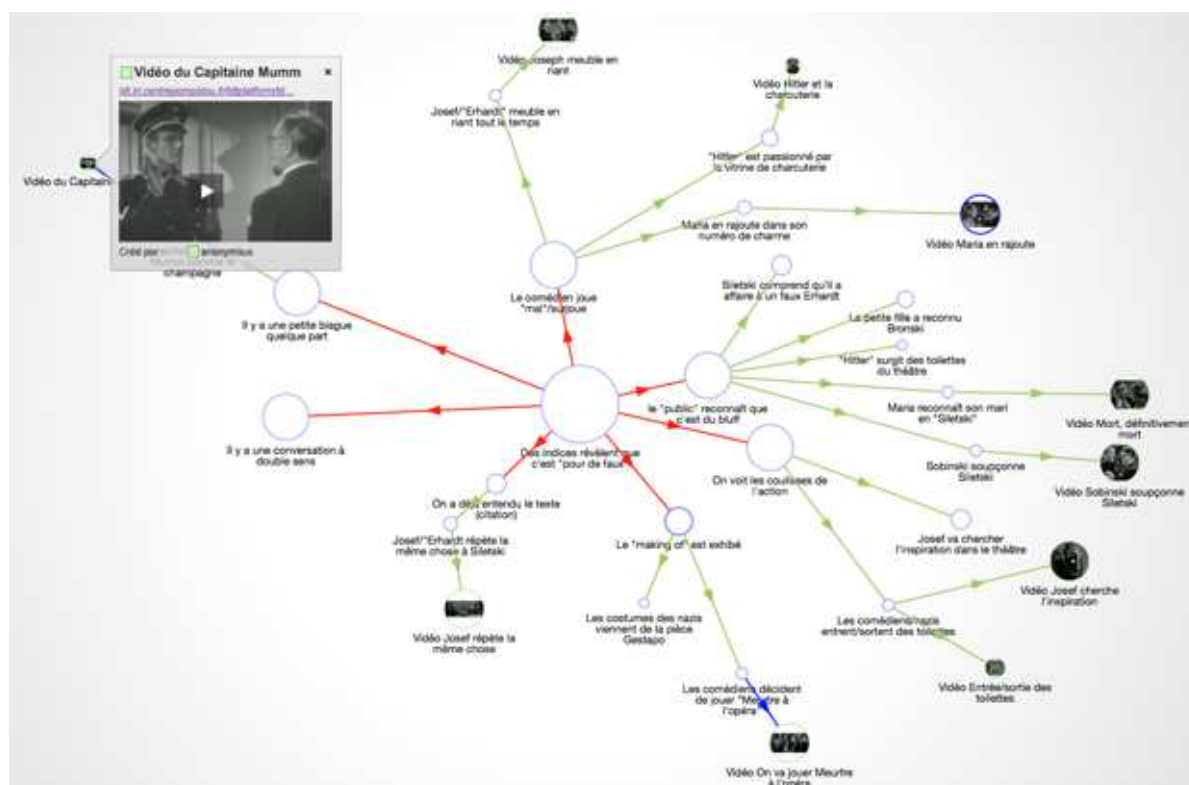 Vidéo du Capitaine Mumm
×
Créé par
anonymous
Vidéo du Capitain
champagne
Vidéo Joseph meuble en
riant
Josef/"Erhardt" meuble en
riant tout le temps
Vidéo Hitler et la
charcuterie
"Hitler" est passionné par
la vitrine de charcuterie
Maria en rajoute dans son
numéro de charme
Vidéo Maria en rajoute
Le comédien joue
"mal"/surjoue
Il y a une petite blague
quelque part
Siletski comprend qu'il a
affaire à un faux Erhardt
La petite fille a reconnu
Bronski
"Hitler" surgit des toilettes
du théâtre
le "public" reconnaît que
c'est du bluff
Maria reconnaît son mari
en "Siletski"
Vidéo Mort, définitivement
mort
Il y a une conversation à
double sens
Des indices révèlent que
c'est "pour de faux"
Sobinski soupçonne
Siletski
Vidéo Sobinski soupçonne
Siletski
On voit les coulisses de
l'action
On a déjà entendu le texte
(citation)
Josef/"Erhardt répète la
même chose à Siletski
Le "making of" est exhibé
Josef va chercher
l'inspiration dans le théâtre
Vidéo Josef cherche
l'inspiration
Les costumes des nazis
viennent de la pièce
Gestapo
Les comédiens/nazis
entrent/sortent des toilettes
Vidéo Josef répète la
même chose
Vidéo Entrée/sortie des
toilettes
Les comédiens décident
de jouer "Meurtre à
l'opéra"
Vidéo On va jouer Meurtre
à l'opéra